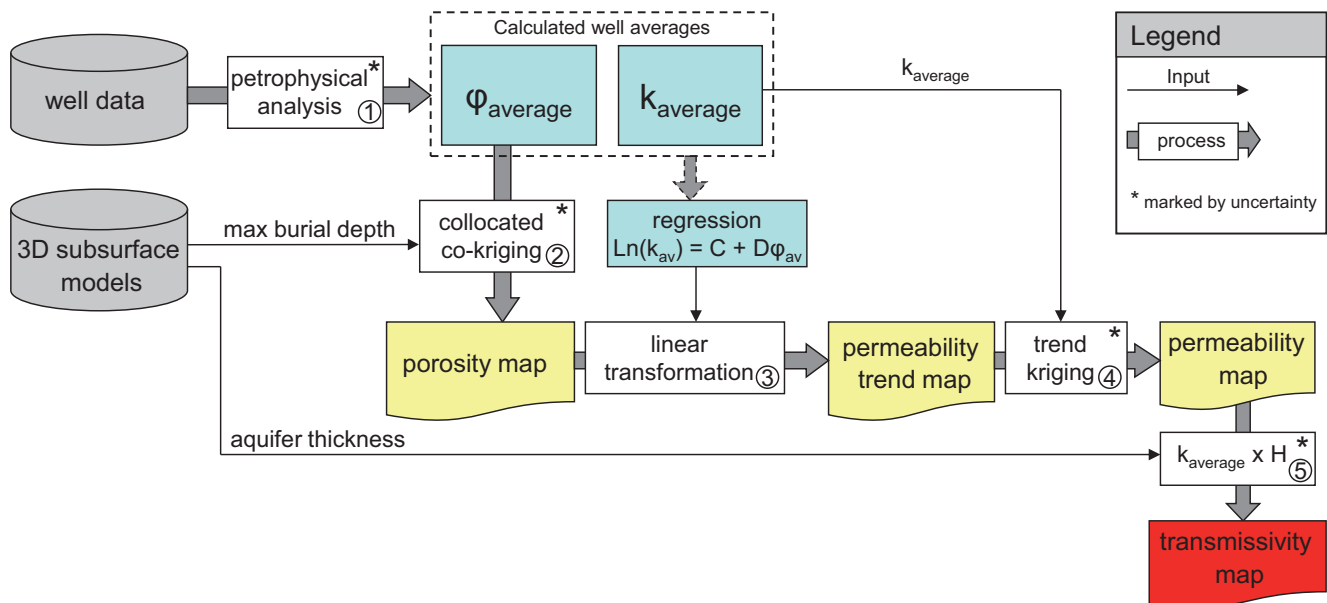 Calculated well averages
well data
petrophysical*
analysis ①
φaverage
kaverage
kaverage
Legend
Input
process
* marked by uncertainty
3D subsurface
models
max burial depth
collocated *
co-kriging ②
regression
Ln(kav) = C + Dφav
porosity map
linear
transformation ③
permeability
trend map
trend *
kriging ④
permeability
map
aquifer thickness
kaverage x H * ⑤
transmissivity
map